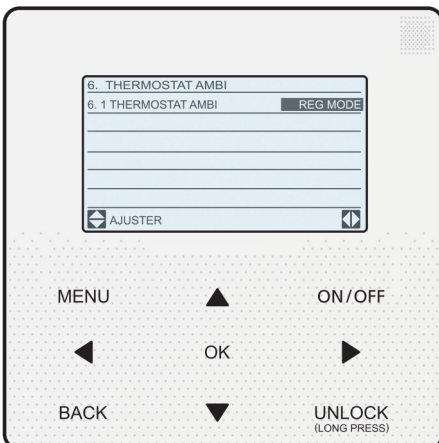 6. THERMOSTAT AMBI
6. 1 THERMOSTAT AMBI REG MODE
AJUSTER
MENU ON/OFF
OK
BACK UNLOCK
(LONG PRESS)